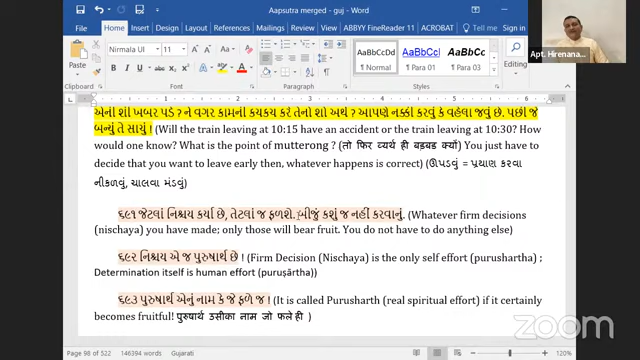 Aapsutra merged - guj - Word
File Home Insert Draw Design Layout References Mailings Review View ABBYY FineReader 11 ACROBAT Tell me Share
Nirmala UI 11
AaBbCcDd AaBbCcI AaBbCcI
Paste ¶ Normal ¶ Para 01 ¶ Para 03 Editing
Clipboard Font Paragraph Styles
Apt. Hirenana...
એની શી ખબર પડે ? ને વગર કામની કચકચ કરે તેનો શો અર્થ ? આપણે નક્કી કરવું કે વહેલા જવું છે. પછી જે
બન્યું તે સાચું ! (Will the train leaving at 10:15 have an accident or the train leaving at 10:30? How
would one know? What is the point of mutterong ? (तो फिर व्यर्थ ही बड़बड़ क्यों) You just have to
decide that you want to leave early then, whatever happens is correct) (ઊપડવું = પ્રયાણ કરવા
નીકળવું, ચાલવા મંડવું)
૬૯૧ જેટલાં નિશ્ચય કર્યા છે, તેટલાં જ ફળશે. બીજું કશું જ નહીં કરવાનું. (Whatever firm decisions
(nischaya) you have made; only those will bear fruit. You do not have to do anything else)
૬૯૨ નિશ્ચય એ જ પુરુષાર્થ છે ! (Firm Decision (Nischaya) is the only self effort (purushartha) ;
Determination itself is human effort (puruṣārtha))
૬૯૩ પુરુષાર્થ એનું નામ કે જે ફળે જ ! (It is called Purusharth (real spiritual effort) if it certainly
becomes fruitful! पुरुषार्थ उसीका नाम जो फले ही )
Page 98 of 522 146394 words Gujarati 120%
zoom